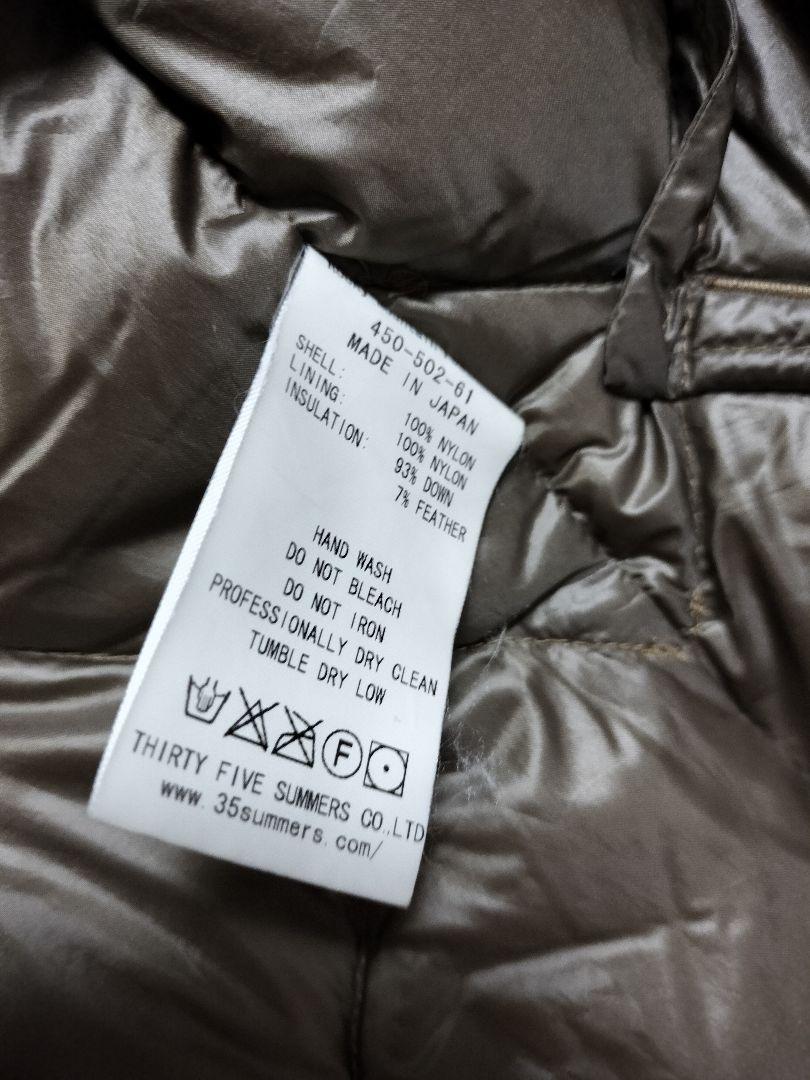 450-502-61
MADE IN JAPAN
SHELL: 100% NYLON
LINING: 100% NYLON
INSULATION: 93% DOWN
7% FEATHER
HAND WASH
DO NOT BLEACH
DO NOT IRON
PROFESSIONALLY DRY CLEAN
TUMBLE DRY LOW
F
THIRTY FIVE SUMMERS CO.,LTD
www.35summers.com/